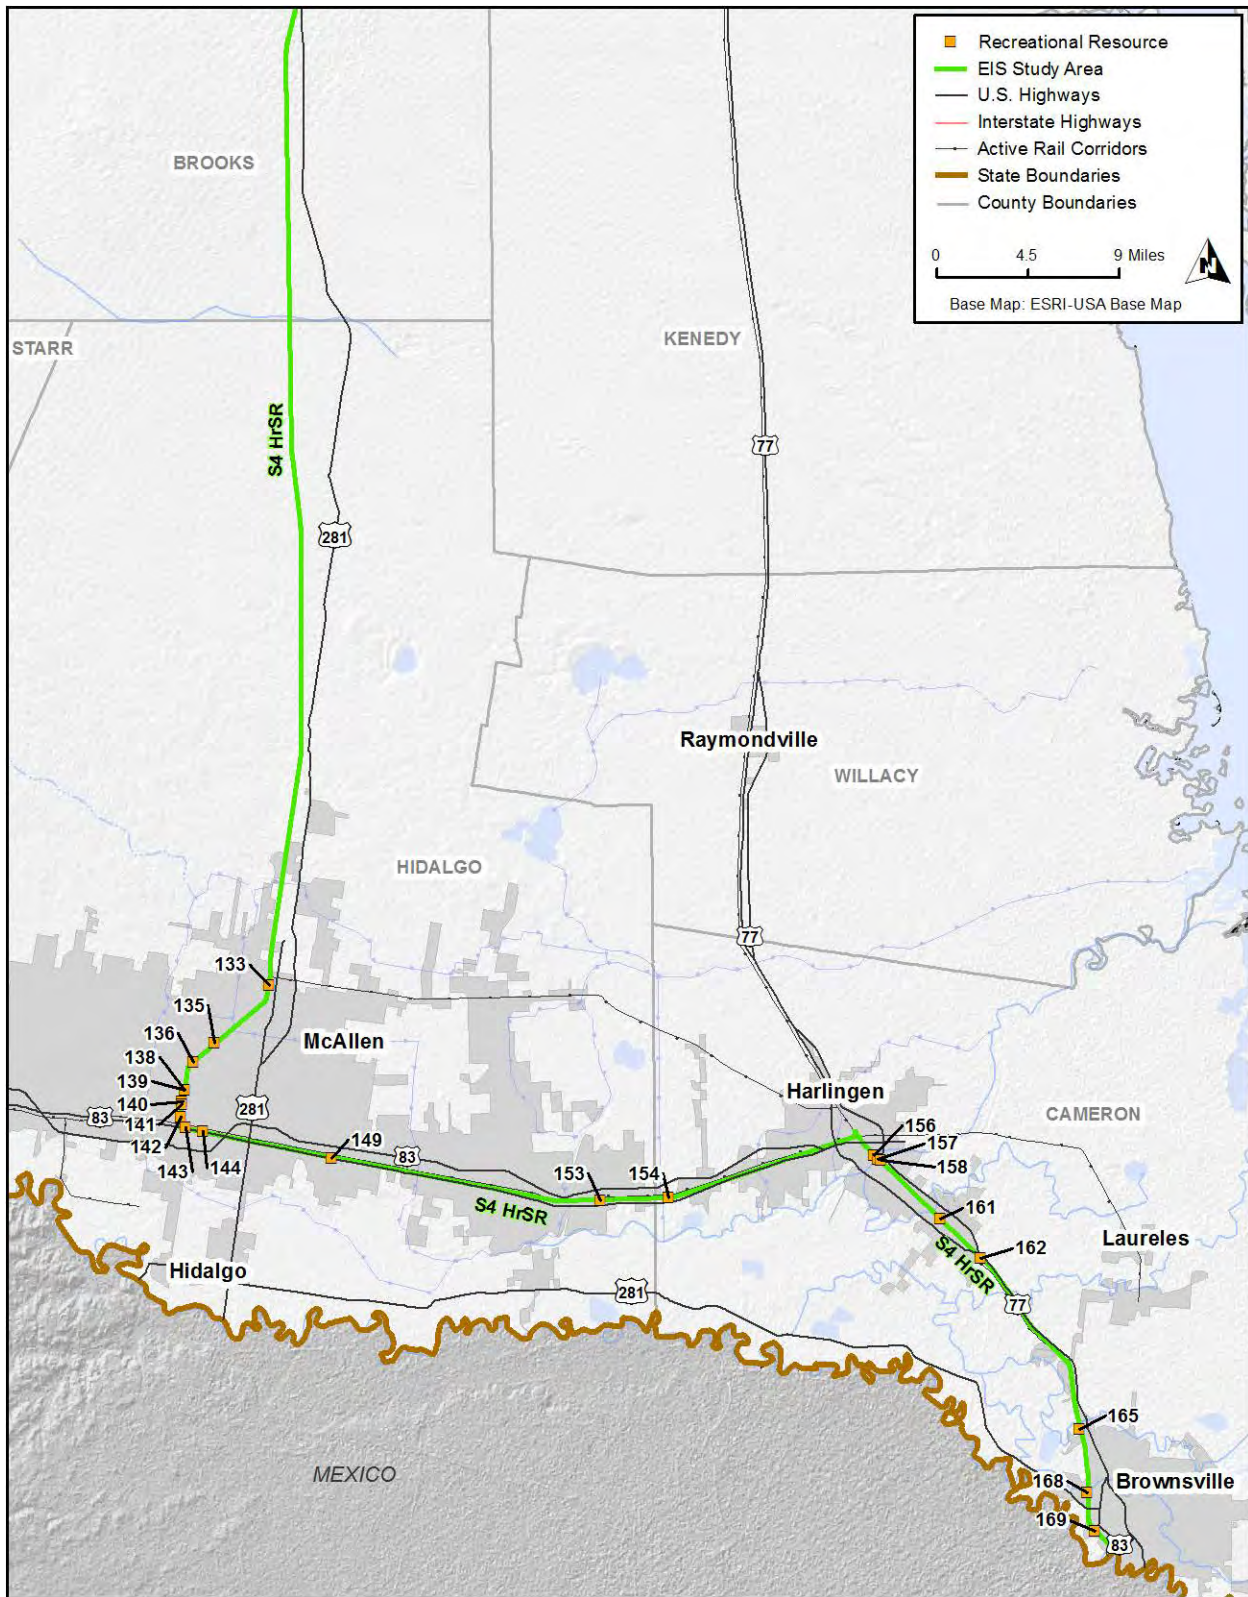 Recreational Resource
EIS Study Area
U.S. Highways
Interstate Highways
Active Rail Corridors
State Boundaries
County Boundaries
0 4.5 9 Miles
N
Base Map: ESRI-USA Base Map
BROOKS
STARR
KENEDY
S4 HrSR
77
281
Raymondville
WILLACY
HIDALGO
77
133
135
136
McAllen
138
139
Harlingen
140
83
281
CAMERON
141
156
142
157
143
144
149
83
158
153
154
161
S4 HrSR
162
Laureles
S4 HrSR
Hidalgo
281
77
165
MEXICO
168
Brownsville
169
83